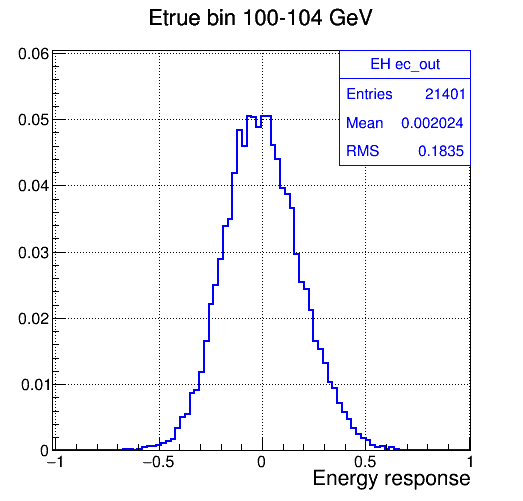 Etrue bin 100-104 GeV
EH ec_out
Entries 21401
Mean 0.002024
RMS 0.1835
0.06
0.05
0.04
0.03
0.02
0.01
0
−1 −0.5 0 0.5 1
Energy response